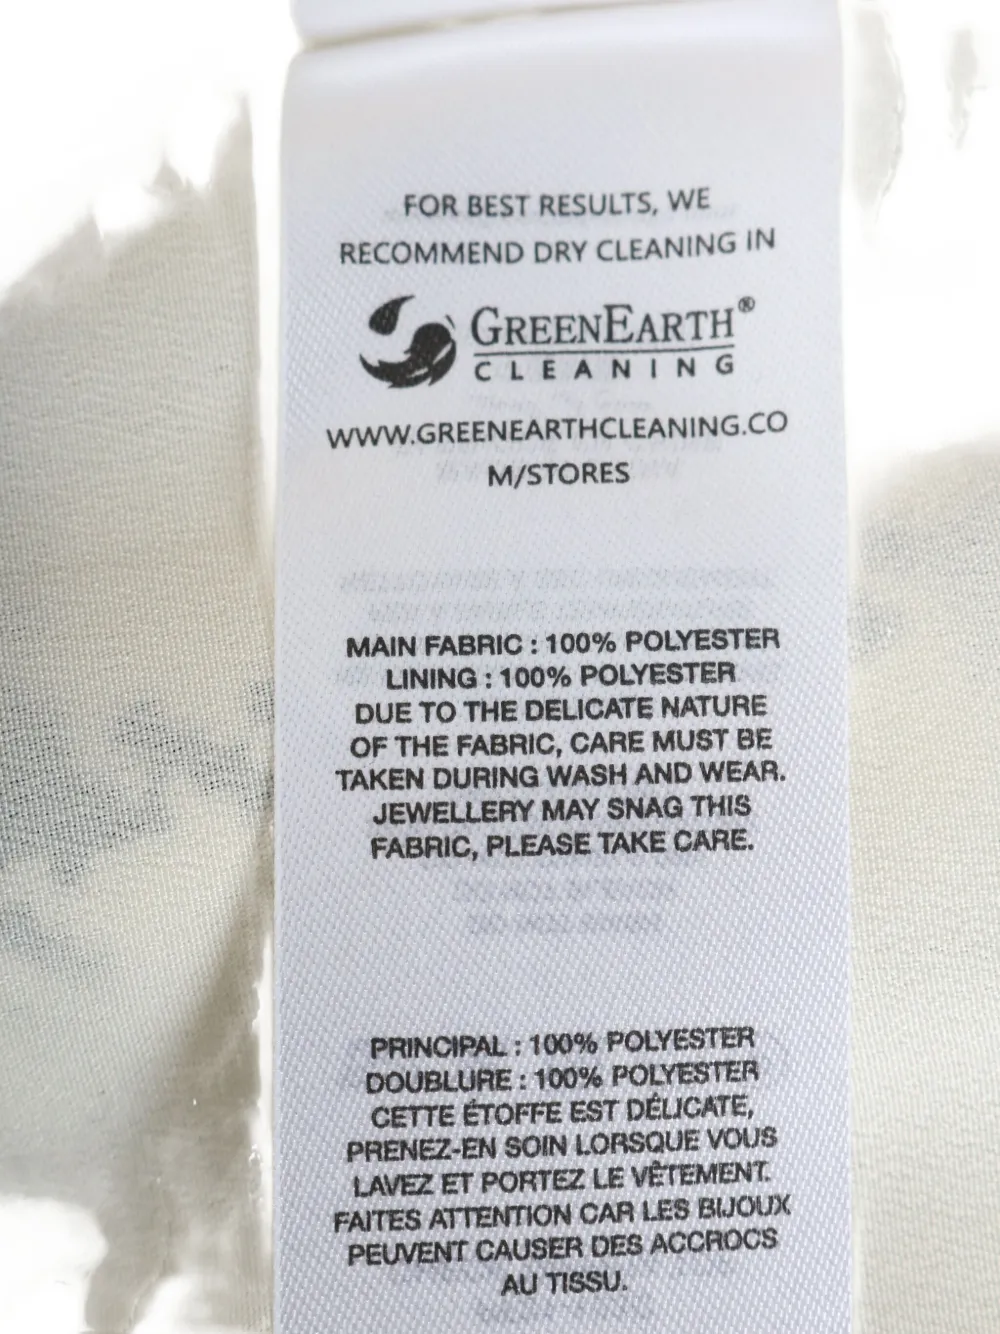 FOR BEST RESULTS, WE
RECOMMEND DRY CLEANING IN
GREENEARTH®
CLEANING
WWW.GREENEARTHCLEANING.CO
M/STORES
MAIN FABRIC : 100% POLYESTER
LINING : 100% POLYESTER
DUE TO THE DELICATE NATURE
OF THE FABRIC, CARE MUST BE
TAKEN DURING WASH AND WEAR.
JEWELLERY MAY SNAG THIS
FABRIC, PLEASE TAKE CARE.
PRINCIPAL : 100% POLYESTER
DOUBLURE : 100% POLYESTER
CETTE ÉTOFFE EST DÉLICATE,
PRENEZ-EN SOIN LORSQUE VOUS
LAVEZ ET PORTEZ LE VÊTEMENT.
FAITES ATTENTION CAR LES BIJOUX
PEUVENT CAUSER DES ACCROCS
AU TISSU.